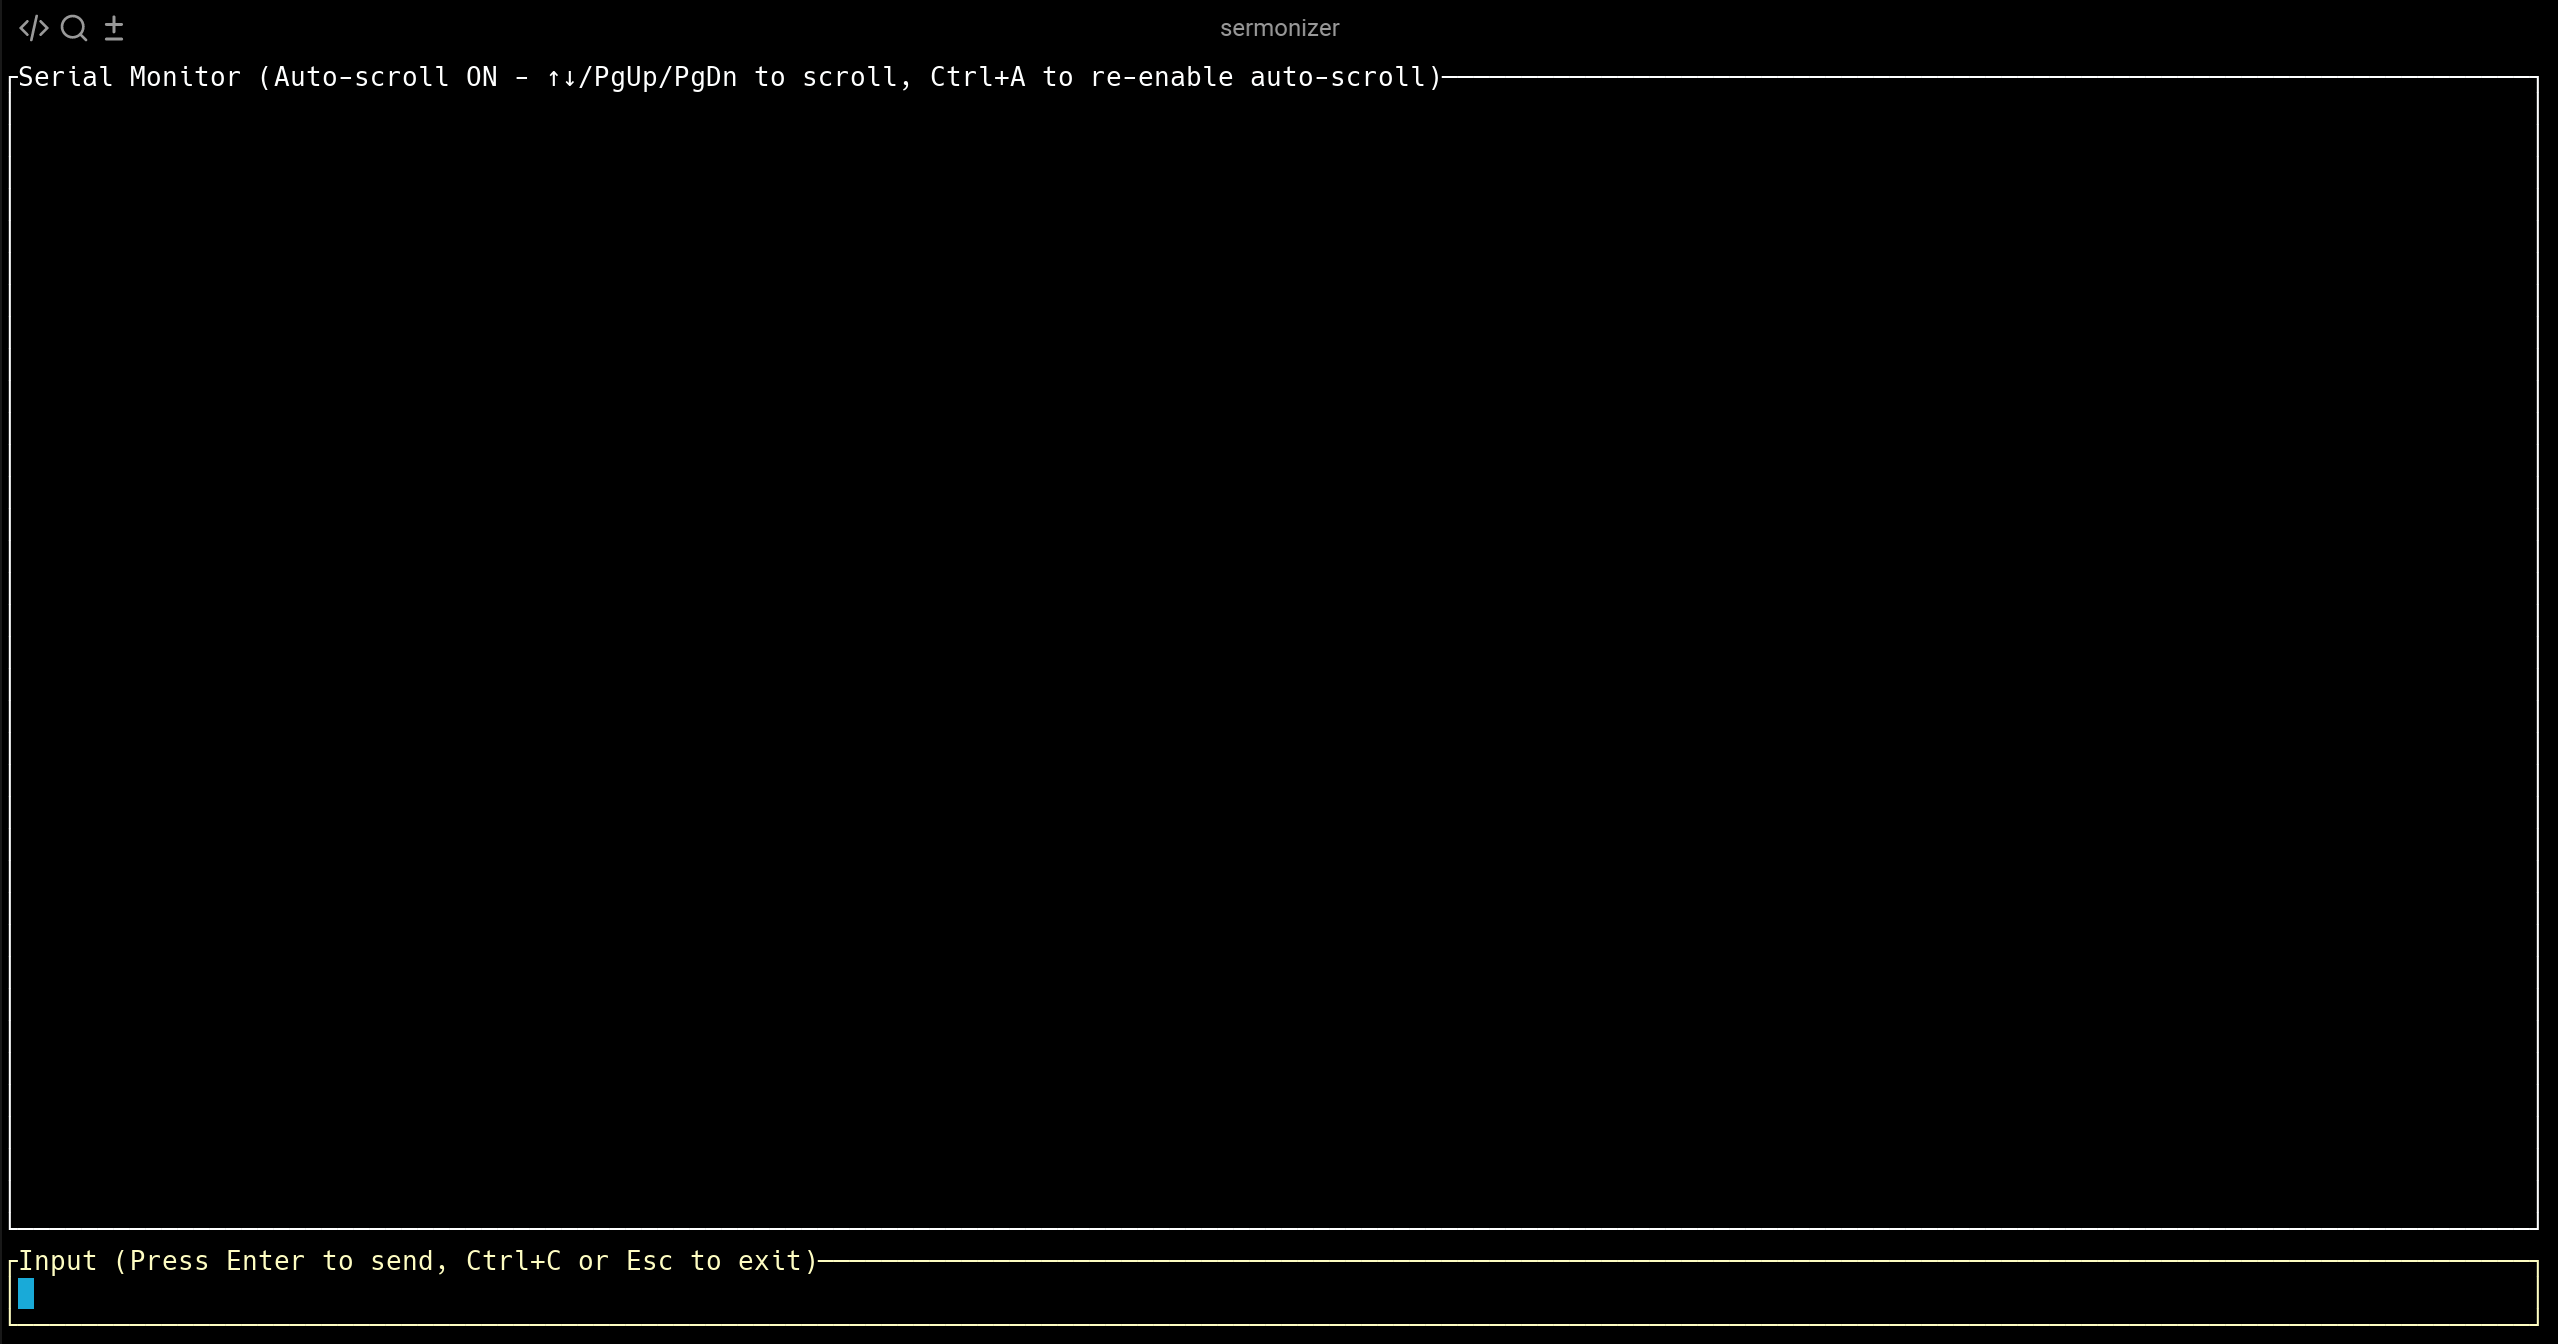 sermonizer
Serial Monitor (Auto-scroll ON - ↑↓/PgUp/PgDn to scroll, Ctrl+A to re-enable auto-scroll)
Input (Press Enter to send, Ctrl+C or Esc to exit)